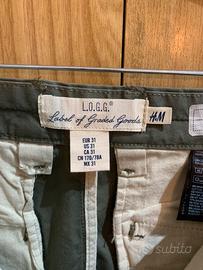 L.O.G.G.
Label of Graded Goods
H&M
EUR 31
US 31
CA 31
CN 170/78A
MX 31
subito